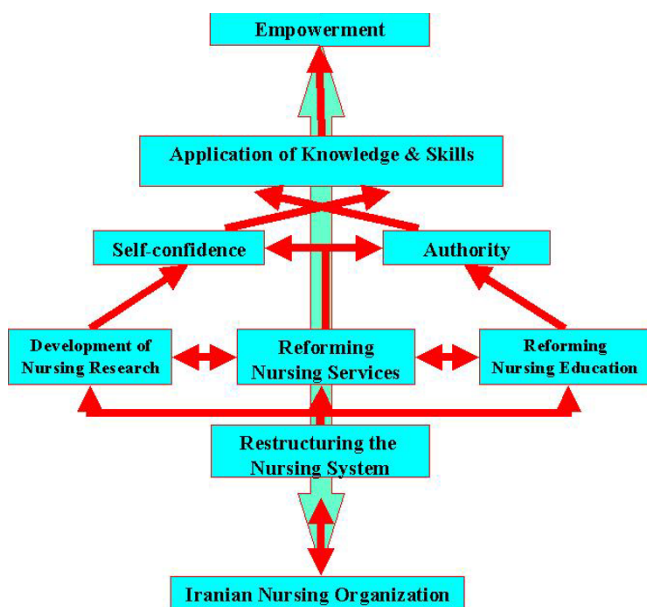 Empowerment
Application of Knowledge & Skills
Self-confidence
Authority
Development of
Nursing Research
Reforming
Nursing Services
Reforming
Nursing Education
Restructuring the
Nursing System
Iranian Nursing Organization